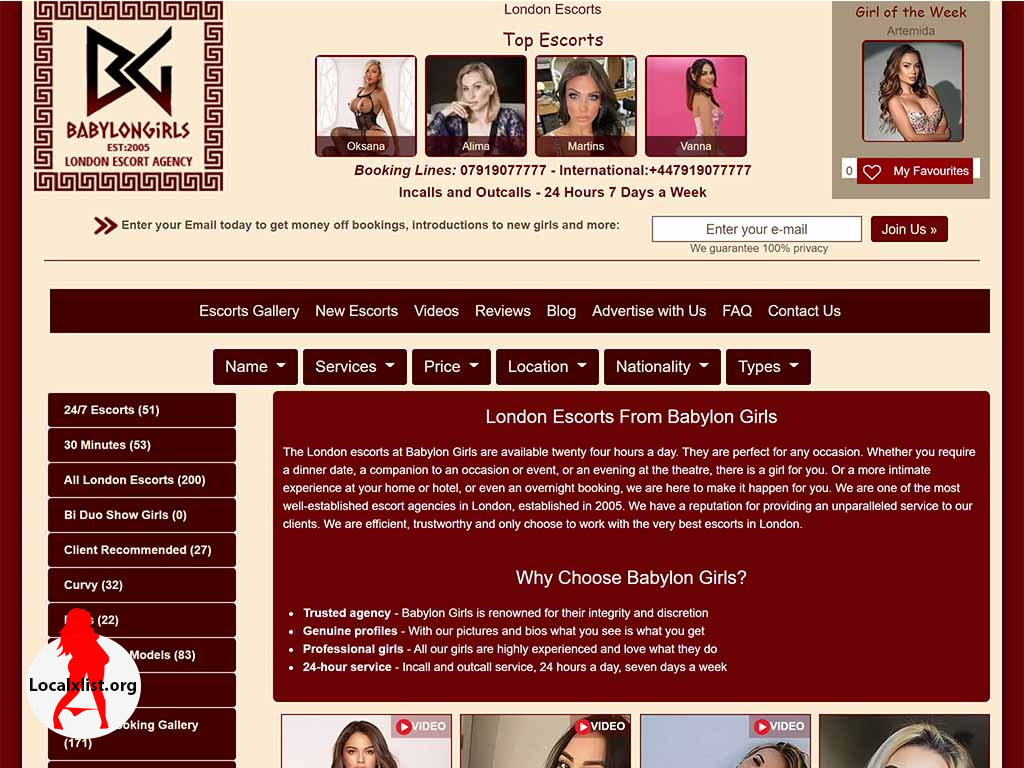 BG
BABYLONGIRLS
EST:2005
LONDON ESCORT AGENCY
London Escorts
Top Escorts
Oksana
Alima
Martins
Vanna
Booking Lines: 07919077777 - International:+447919077777
Incalls and Outcalls - 24 Hours 7 Days a Week
Girl of the Week
Artemida
0 My Favourites
Enter your Email today to get money off bookings, introductions to new girls and more:
Enter your e-mail
Join Us »
We guarantee 100% privacy
Escorts Gallery New Escorts Videos Reviews Blog Advertise with Us FAQ Contact Us
Name Services Price Location Nationality Types
24/7 Escorts (51)
30 Minutes (53)
All London Escorts (200)
Bi Duo Show Girls (0)
Client Recommended (27)
Curvy (32)
(22)
Models (83)
Gallery
(171)
Localxlist.org
London Escorts From Babylon Girls
The London escorts at Babylon Girls are available twenty four hours a day. They are perfect for any occasion. Whether you require
a dinner date, a companion to an occasion or event, or an evening at the theatre, there is a girl for you. Or a more intimate
experience at your home or hotel, or even an overnight booking, we are here to make it happen for you. We are one of the most
well-established escort agencies in London, established in 2005. We have a reputation for providing an unparalleled service to our
clients. We are efficient, trustworthy and only choose to work with the very best escorts in London.
Why Choose Babylon Girls?
Trusted agency - Babylon Girls is renowned for their integrity and discretion
Genuine profiles - With our pictures and bios what you see is what you get
Professional girls - All our girls are highly experienced and love what they do
24-hour service - Incall and outcall service, 24 hours a day, seven days a week
VIDEO
VIDEO
VIDEO